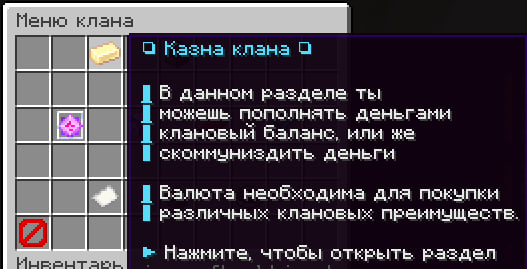 Меню клана
❏ Казна клана ❏
В данном разделе ты
можешь пополнять деньгами
клановый баланс, или же
скоммуниздить деньги
Валюта необходима для покупки
различных клановых преимуществ.
► Нажмите, чтобы открыть раздел
Инвентарь